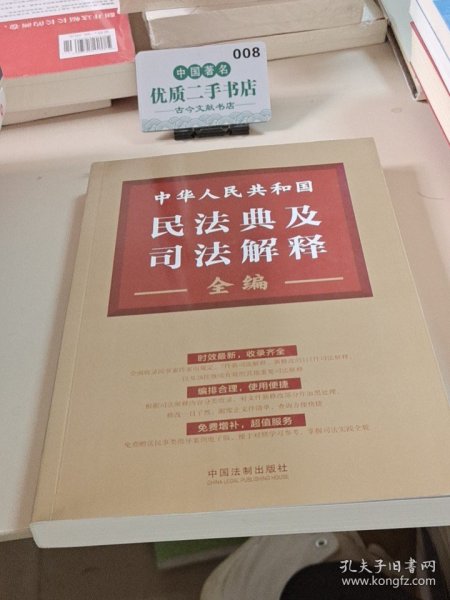 008
中国著名
优质二手书店
古今文献书店
中华人民共和国
民法典及
司法解释
全编
时效最新,收录齐全
编排合理,使用便捷
免费增补,超值服务
中国法制出版社
CHINA LEGAL PUBLISHING HOUSE
孔夫子旧书网
www.kongfz.com